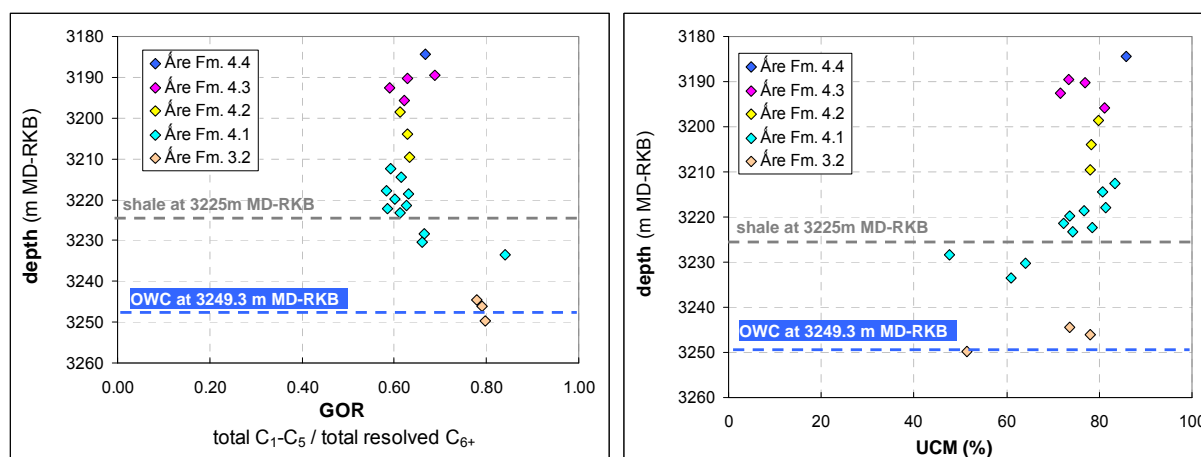 3180
3190
3200
3210
3220
3230
3240
3250
3260
depth (m MD-RKB)
Åre Fm. 4.4
Åre Fm. 4.3
Åre Fm. 4.2
Åre Fm. 4.1
Åre Fm. 3.2
shale at 3225m MD-RKB
OWC at 3249.3 m MD-RKB
0.00 0.20 0.40 0.60 0.80 1.00
GOR
total C₁-C₅ / total resolved C₆₊
3180
3190
3200
3210
3220
3230
3240
3250
3260
depth (m MD-RKB)
Åre Fm. 4.4
Åre Fm. 4.3
Åre Fm. 4.2
Åre Fm. 4.1
Åre Fm. 3.2
shale at 3225m MD-RKB
OWC at 3249.3 m MD-RKB
0 20 40 60 80 100
UCM (%)